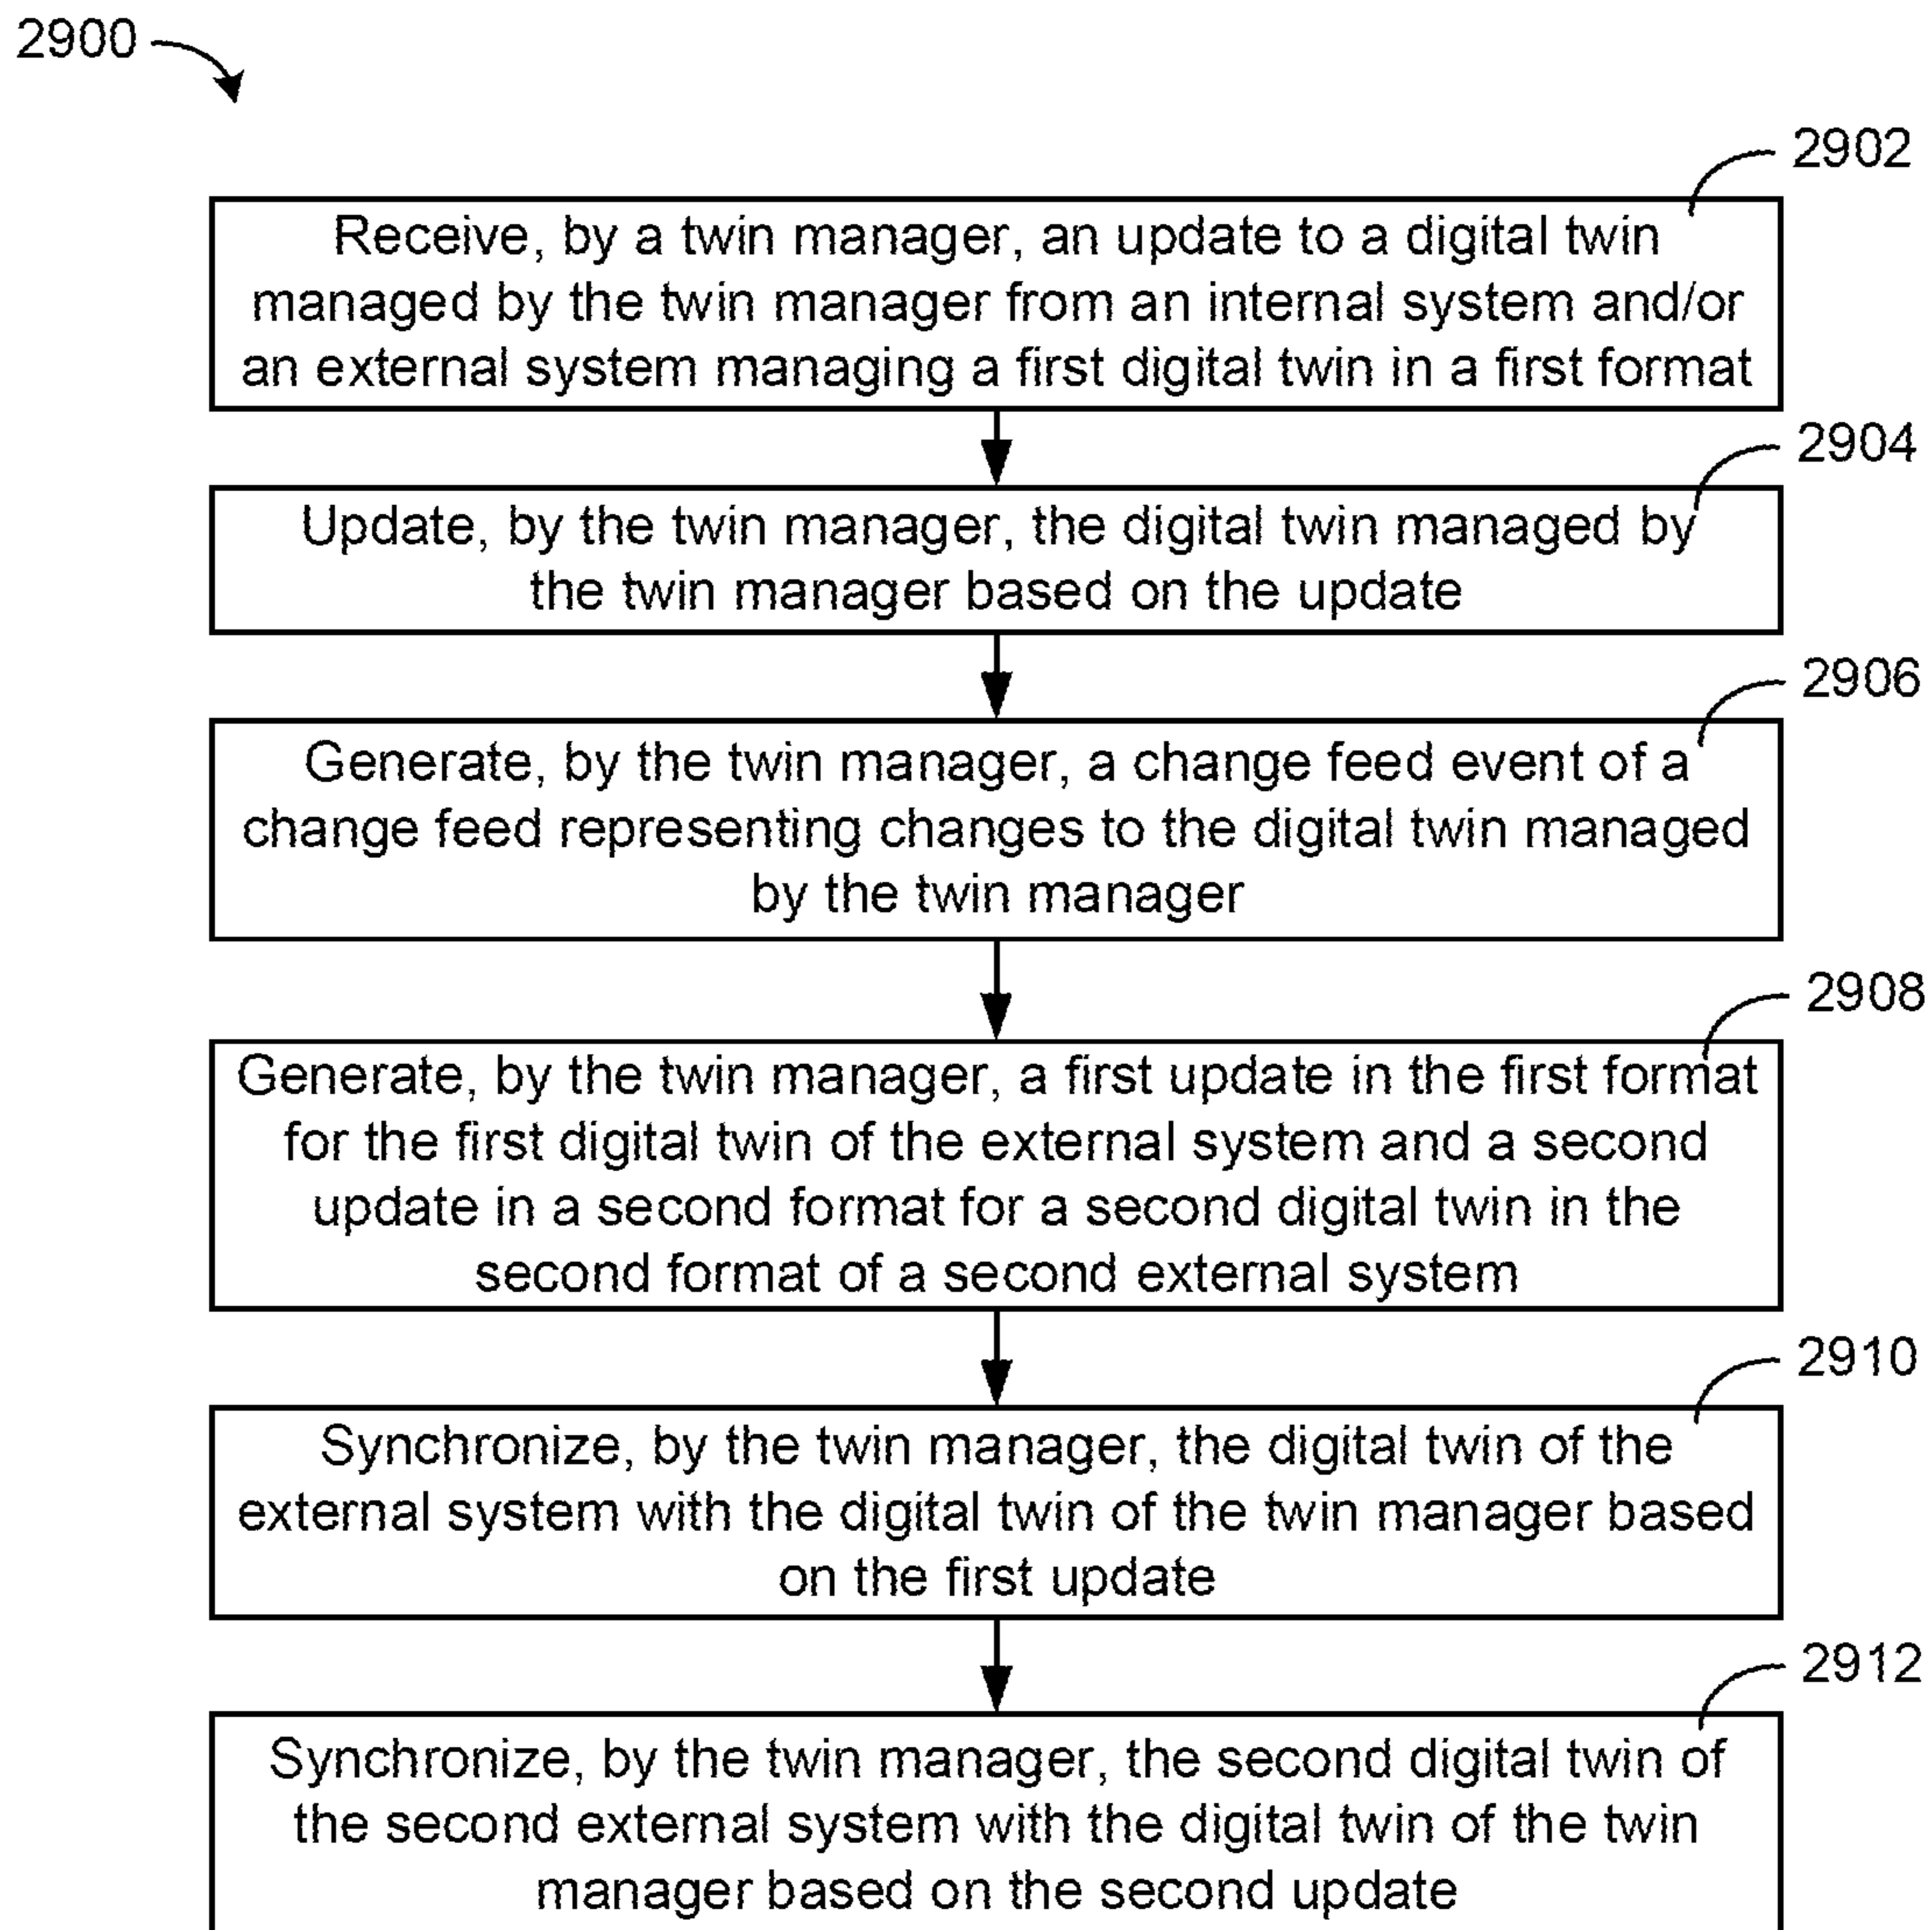 2900
2902
Receive, by a twin manager, an update to a digital twin
managed by the twin manager from an internal system and/or
an external system managing a first digital twin in a first format
2904
Update, by the twin manager, the digital twin managed by
the twin manager based on the update
2906
Generate, by the twin manager, a change feed event of a
change feed representing changes to the digital twin managed
by the twin manager
2908
Generate, by the twin manager, a first update in the first format
for the first digital twin of the external system and a second
update in a second format for a second digital twin in the
second format of a second external system
2910
Synchronize, by the twin manager, the digital twin of the
external system with the digital twin of the twin manager based
on the first update
2912
Synchronize, by the twin manager, the second digital twin of
the second external system with the digital twin of the twin
manager based on the second update